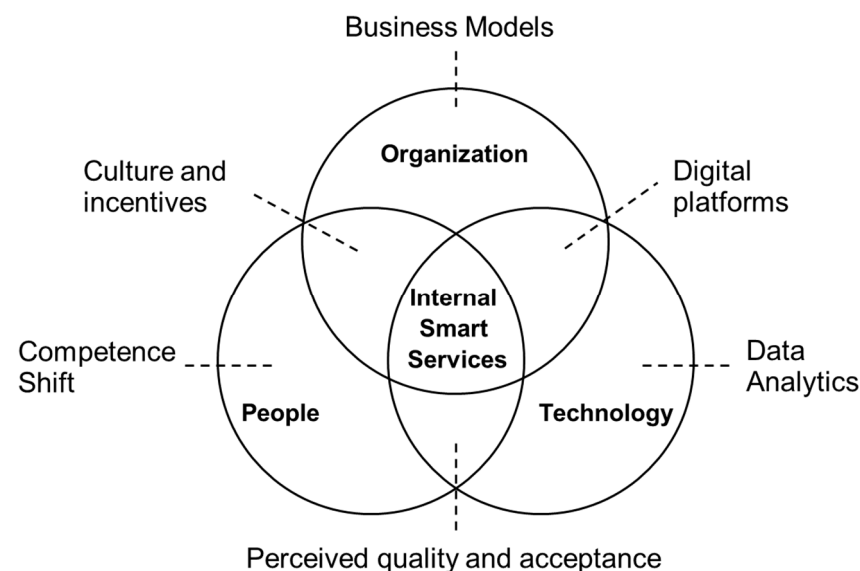 Business Models
Organization
Culture and
incentives
Digital
platforms
Internal
Smart
Services
Competence
Shift
Data
Analytics
People
Technology
Perceived quality and acceptance